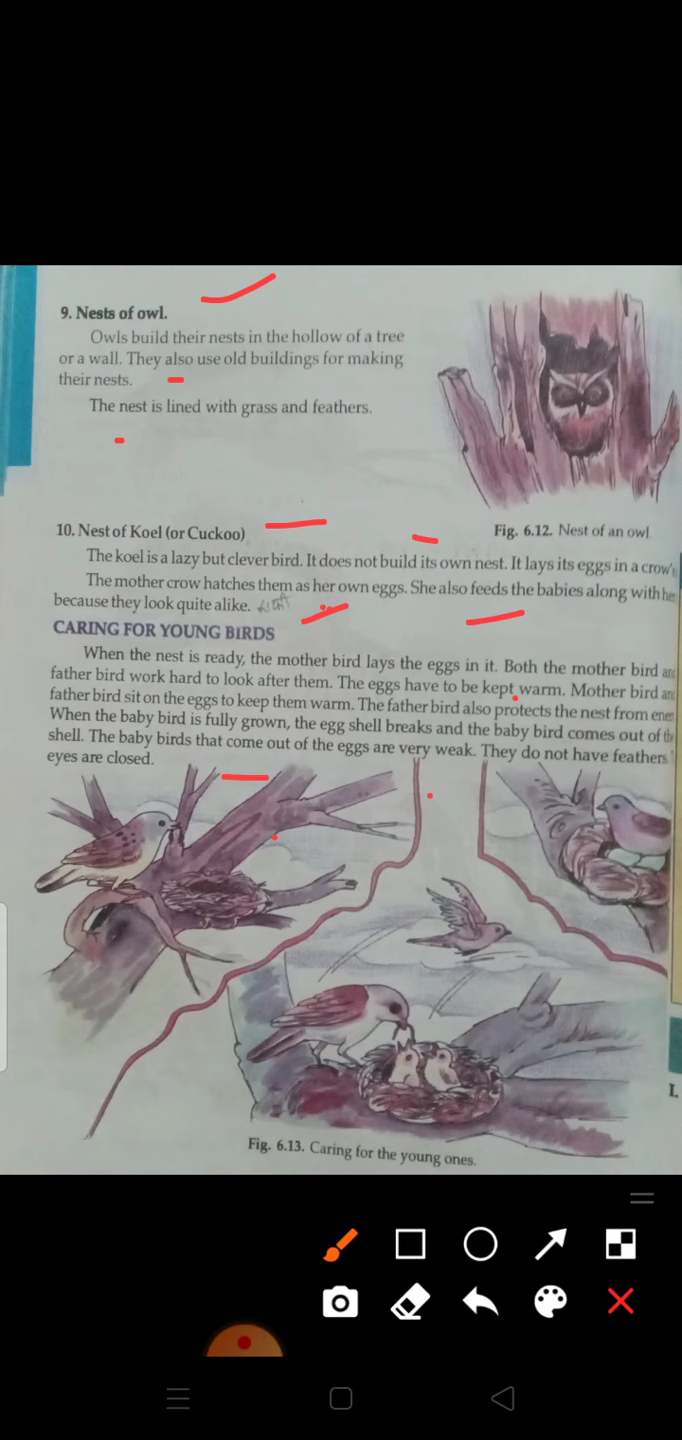 9. Nests of owl.
Owls build their nests in the hollow of a tree
or a wall. They also use old buildings for making
their nests.
The nest is lined with grass and feathers.
Fig. 6.12. Nest of an owl.
10. Nest of Koel (or Cuckoo)
The koel is a lazy but clever bird. It does not build its own nest. It lays its eggs in a crow's
The mother crow hatches them as her own eggs. She also feeds the babies along with he
because they look quite alike.
CARING FOR YOUNG BIRDS
When the nest is ready, the mother bird lays the eggs in it. Both the mother bird an
father bird work hard to look after them. The eggs have to be kept warm. Mother bird an
father bird sit on the eggs to keep them warm. The father bird also protects the nest from
When the baby bird is fully grown, the egg shell breaks and the baby bird comes out of th
shell. The baby birds that come out of the eggs are very weak. They do not have feathers
eyes are closed.
Fig. 6.13. Caring for the young ones.
I.